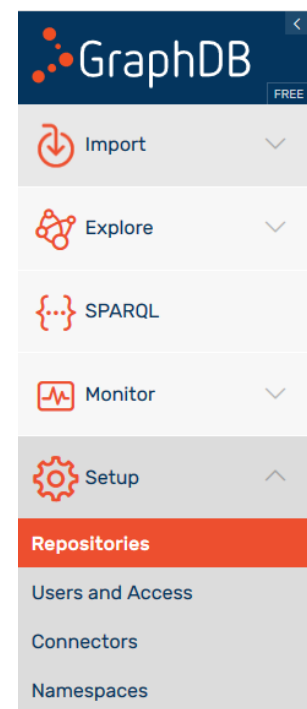 GraphDB
FREE
Import
Explore
SPARQL
Monitor
Setup
Repositories
Users and Access
Connectors
Namespaces